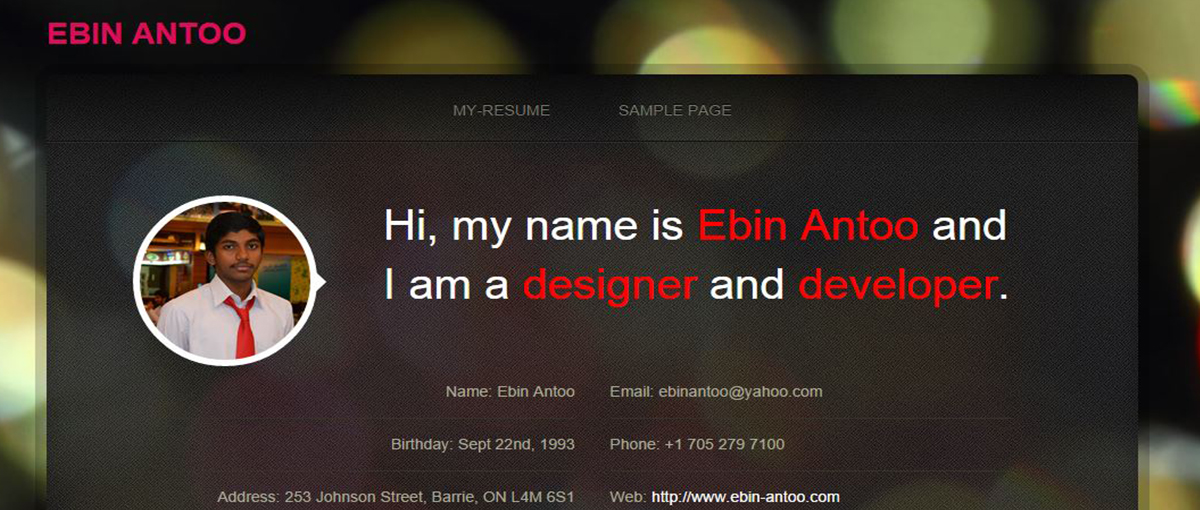 EBIN ANTOO
MY-RESUME SAMPLE PAGE
Hi, my name is Ebin Antoo and
I am a designer and developer.
Name: Ebin Antoo Email: ebinantoo@yahoo.com
Birthday: Sept 22nd, 1993 Phone: +1 705 279 7100
Address: 253 Johnson Street, Barrie, ON L4M 6S1 Web: http://www.ebin-antoo.com